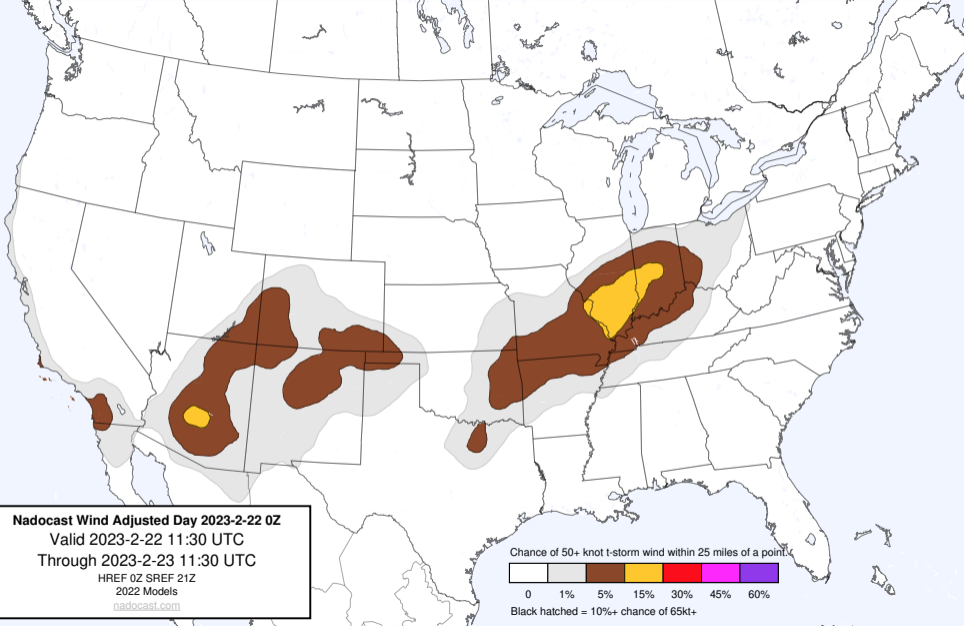 Nadocast Wind Adjusted Day 2023-2-22 0Z
Valid 2023-2-22 11:30 UTC
Through 2023-2-23 11:30 UTC
HREF 0Z SREF 21Z
2022 Models
nadocast.com
Chance of 50+ knot t-storm wind within 25 miles of a point.
0 1% 5% 15% 30% 45% 60%
Black hatched = 10%+ chance of 65kt+